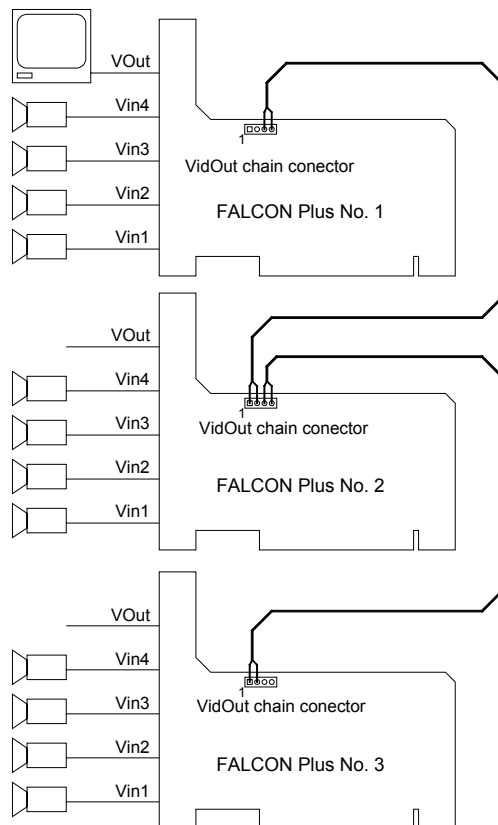 VOut
Vin4
Vin3
Vin2
Vin1
1
VidOut chain conector
FALCON Plus No. 1
VOut
Vin4
Vin3
Vin2
Vin1
1
VidOut chain conector
FALCON Plus No. 2
VOut
Vin4
Vin3
Vin2
Vin1
1
VidOut chain conector
FALCON Plus No. 3